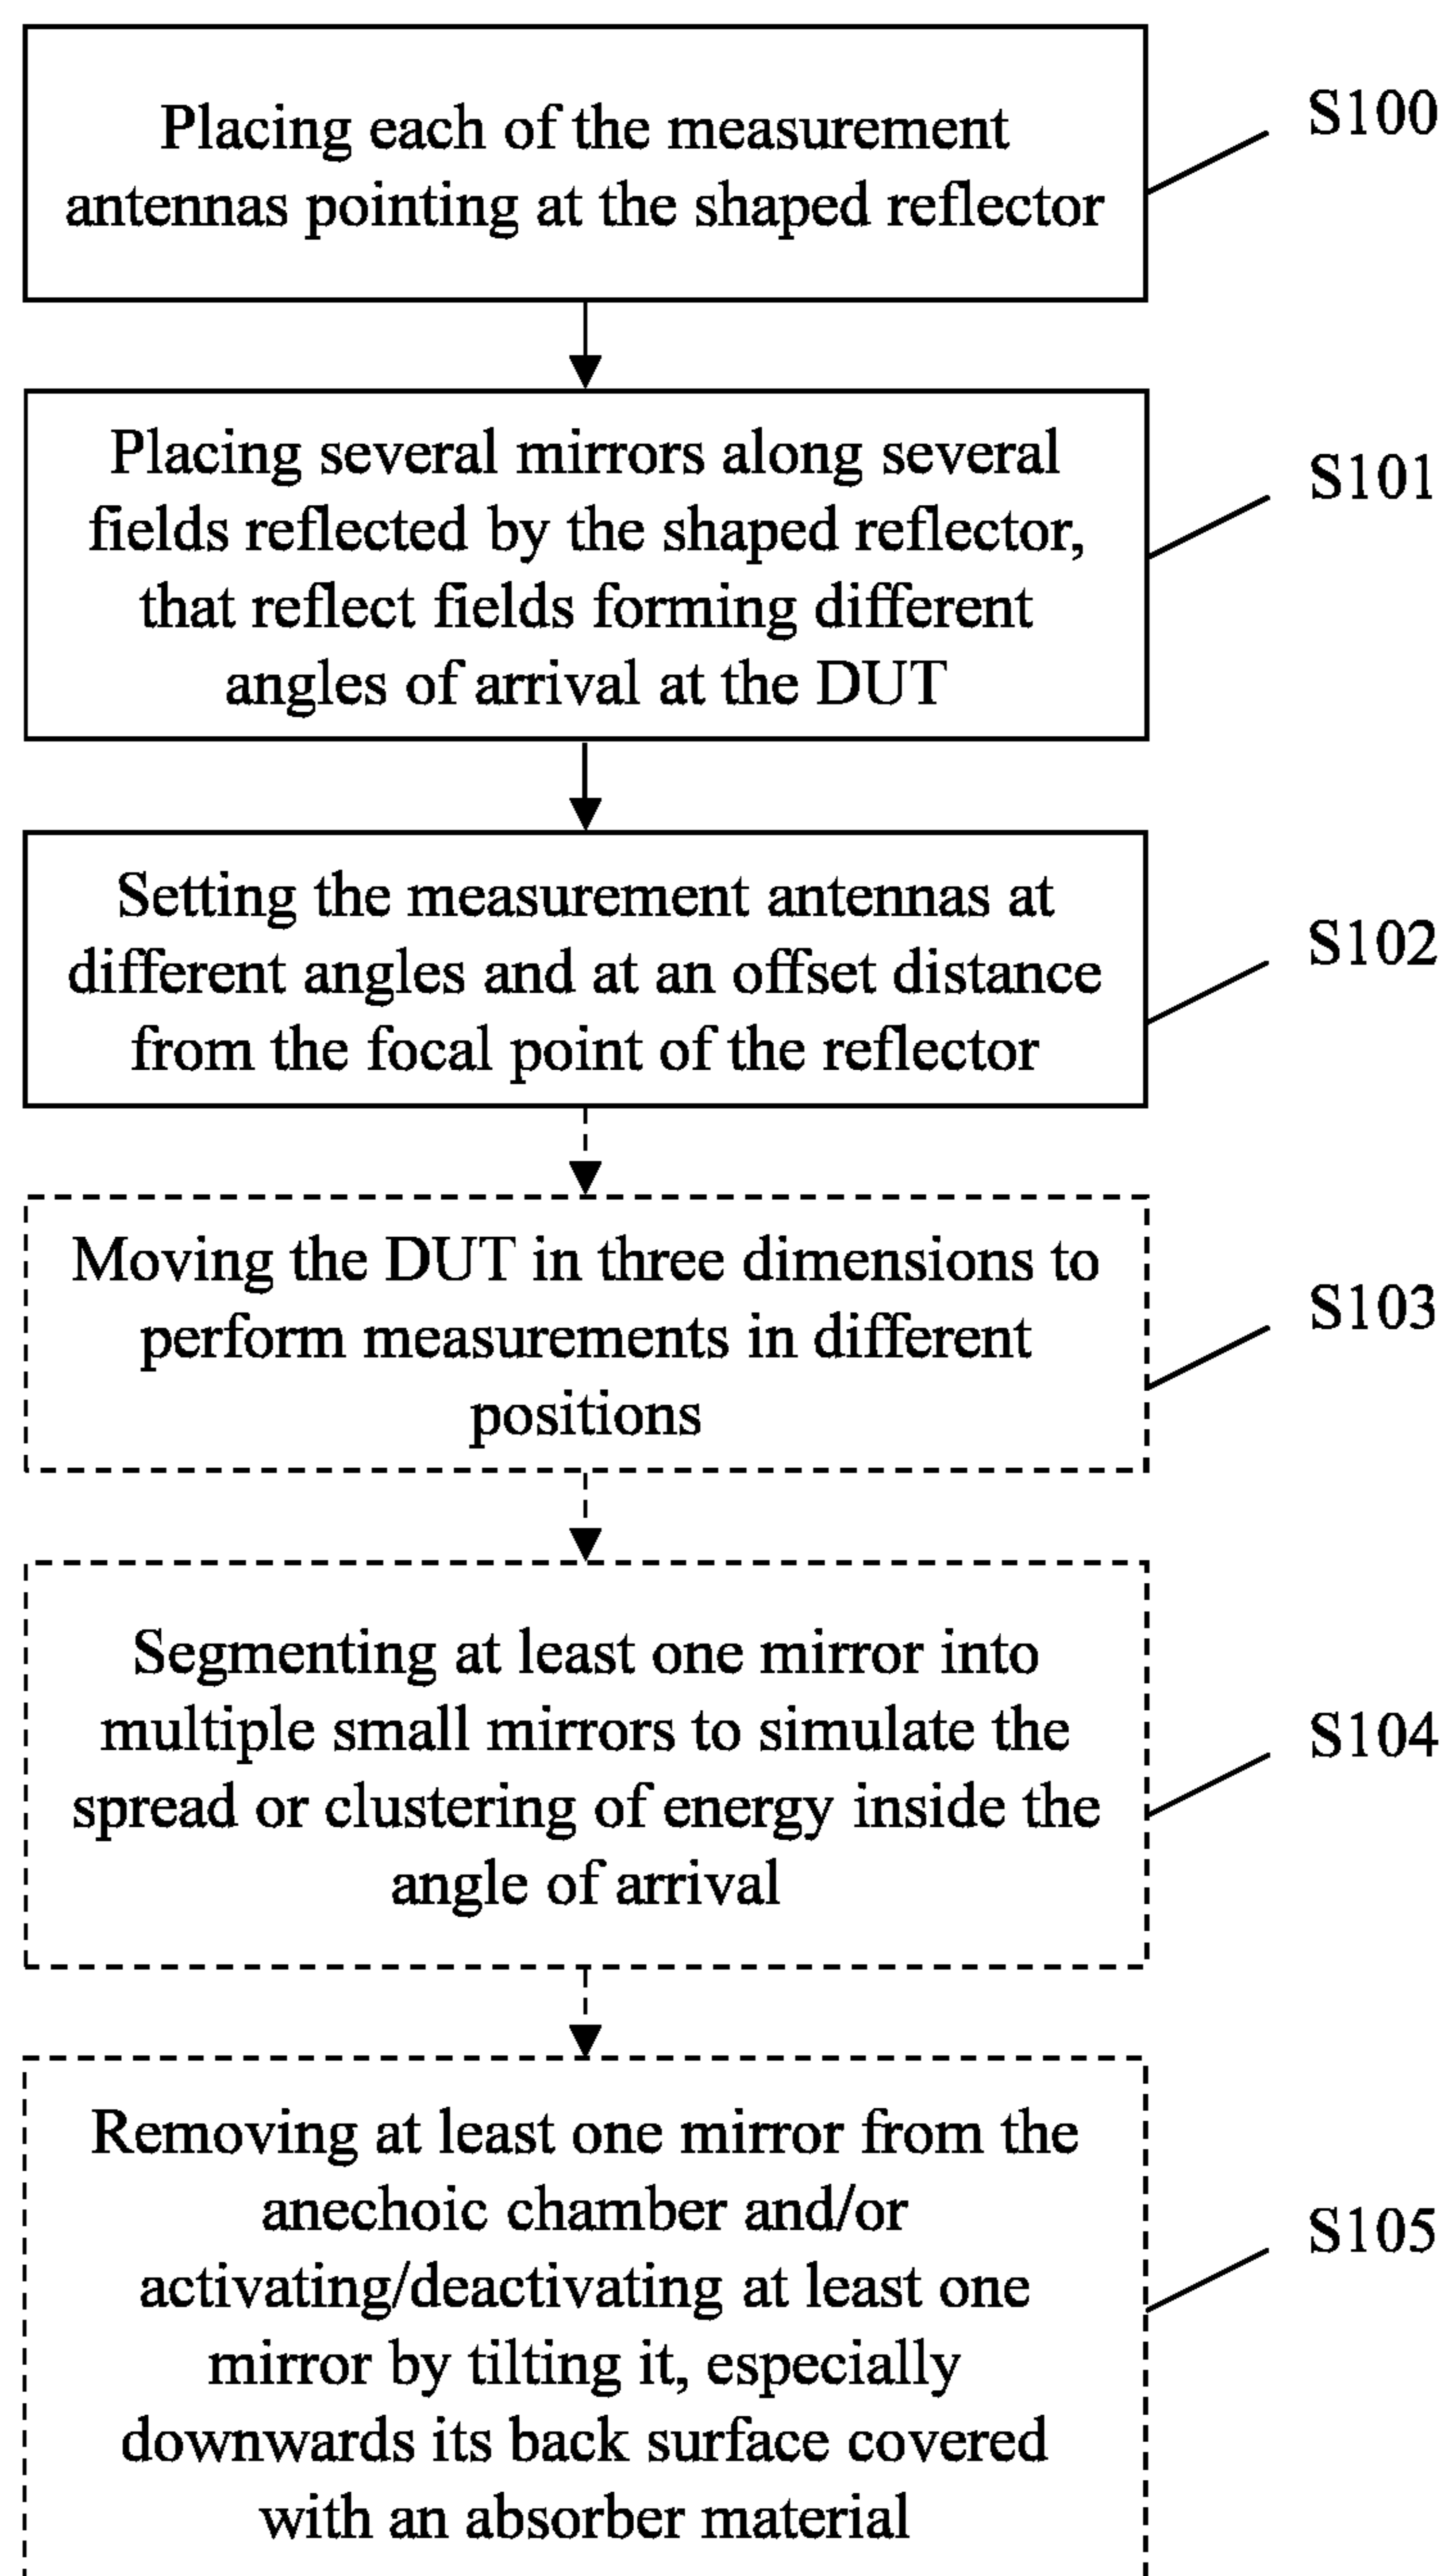 Placing each of the measurement
antennas pointing at the shaped reflector
S100
Placing several mirrors along several
fields reflected by the shaped reflector,
that reflect fields forming different
angles of arrival at the DUT
S101
Setting the measurement antennas at
different angles and at an offset distance
from the focal point of the reflector
S102
Moving the DUT in three dimensions to
perform measurements in different
positions
S103
Segmenting at least one mirror into
multiple small mirrors to simulate the
spread or clustering of energy inside the
angle of arrival
S104
Removing at least one mirror from the
anechoic chamber and/or
activating/deactivating at least one
mirror by tilting it, especially
downwards its back surface covered
with an absorber material
S105